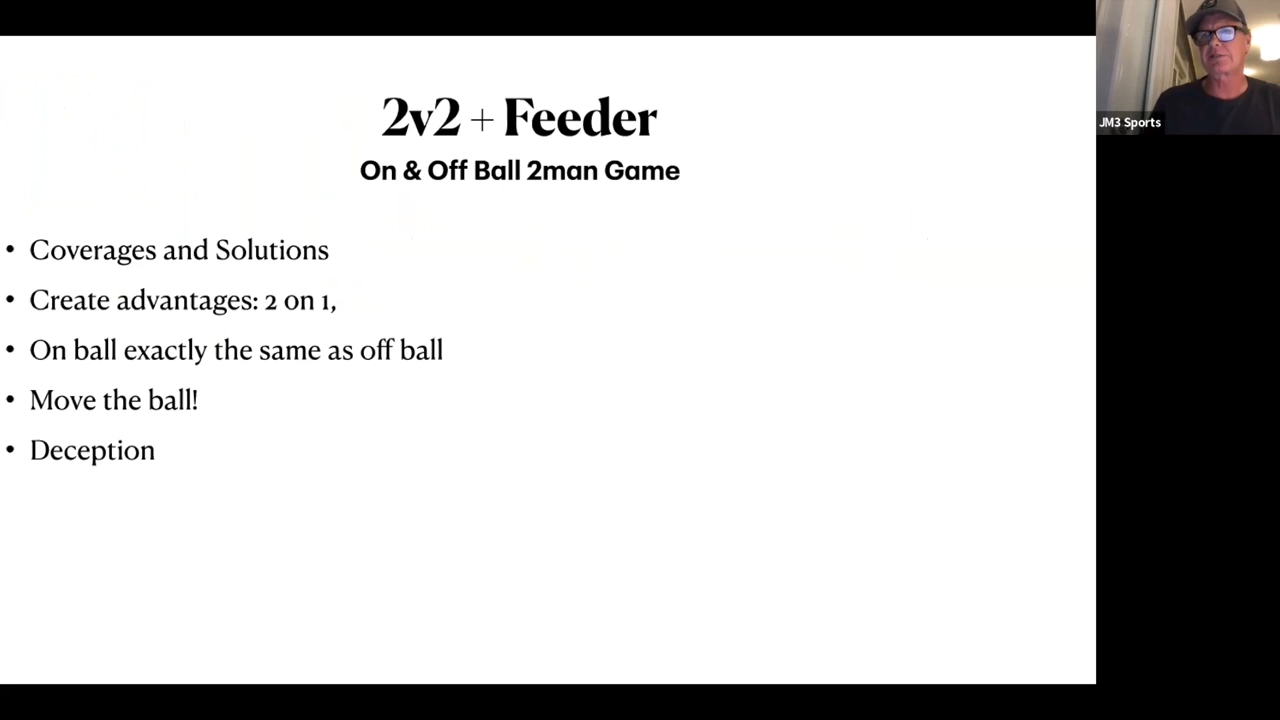 2v2 + Feeder
On & Off Ball 2man Game
• Coverages and Solutions
• Create advantages: 2 on 1,
• On ball exactly the same as off ball
• Move the ball!
• Deception
JM3 Sports